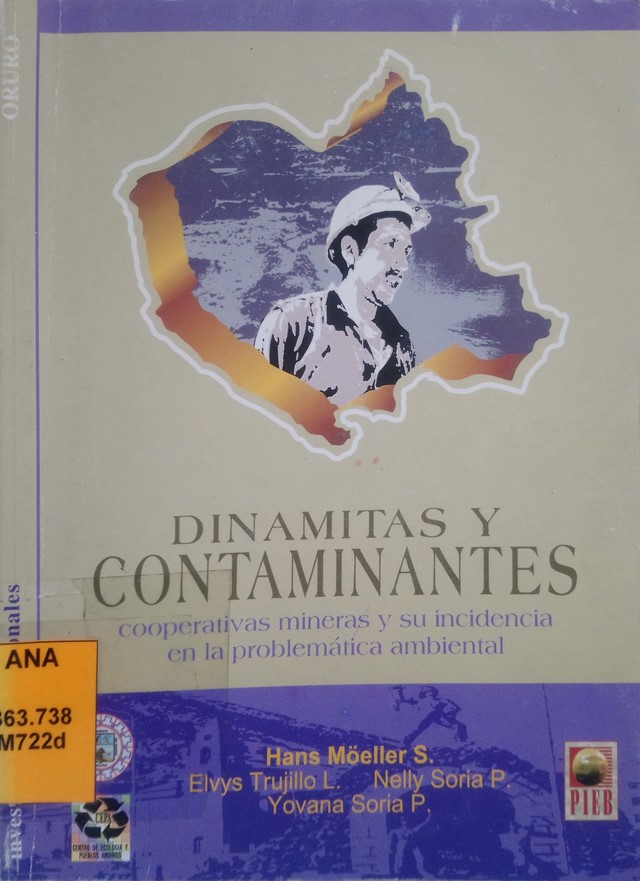 ORURO
DINAMITAS Y
CONTAMINANTES
cooperativas mineras y su incidencia
en la problemática ambiental
ANA
363.738
M722d
Hans Möeller S.
Elvys Trujillo L. Nelly Soria P.
Yovana Soria P.
PIEB
CEPA
CENTRO DE ECOLOGIA Y
PUEBLOS ANDINOS